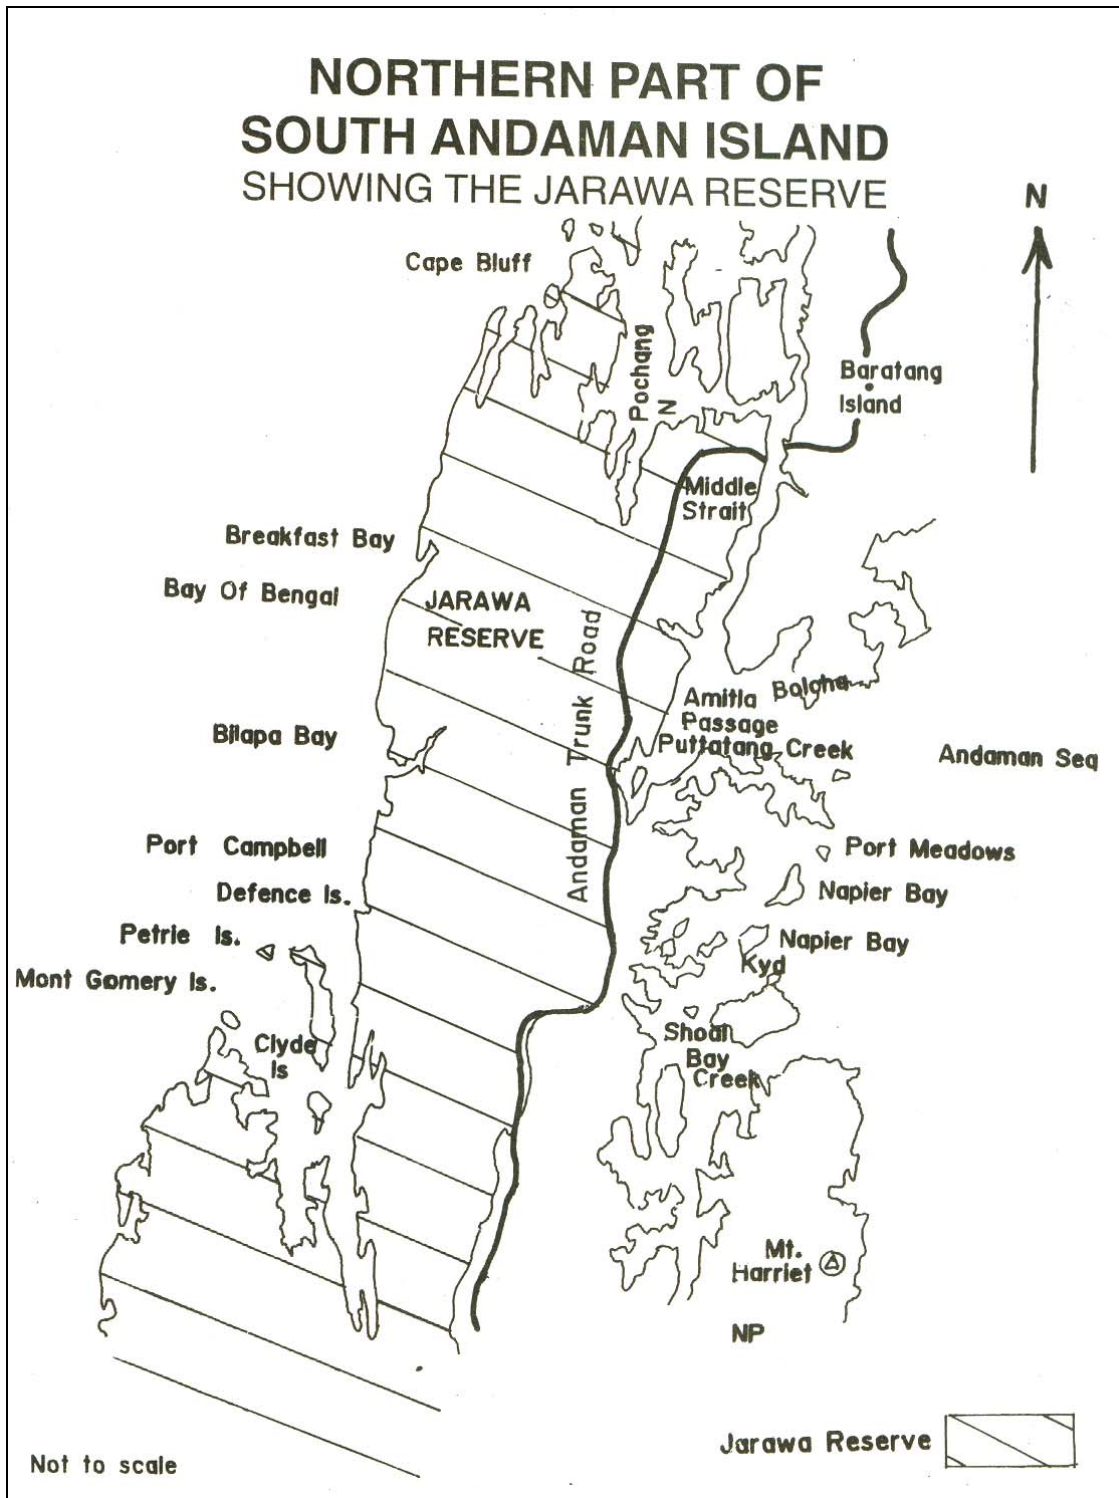 NORTHERN PART OF
SOUTH ANDAMAN ISLAND
SHOWING THE JARAWA RESERVE
N
Cape Bluff
Pochang
N
Baratang
Island
Middle
Strait
Breakfast Bay
Bay Of Bengal
JARAWA
RESERVE
Andaman Trunk Road
Amitla
Passage
Bolcha
Puttatang Creek
Bilapa Bay
Andaman Sea
Port Campbell
Port Meadows
Defence Is.
Napier Bay
Petrie Is.
Napier Bay
Kyd
Mont Gomery Is.
Clyde
Is
Shoal
Bay
Creek
Mt.
Harriet
NP
Jarawa Reserve
Not to scale